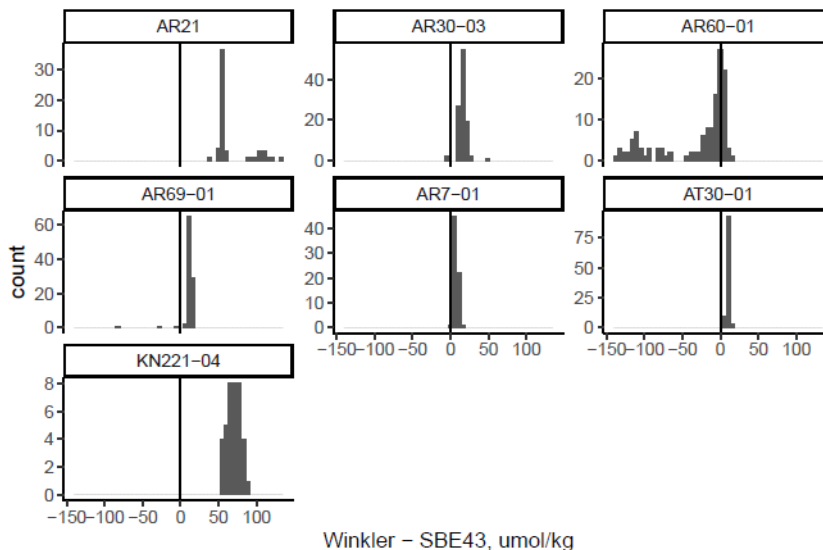 AR21 AR30−03 AR60−01
30 40 20
20
10 20 10
0 0 0
AR69−01 AR7−01 AT30−01
60 40 75
40 30 50
20 20 25
10
0 0 0
count
−150 −100 −50 0 50 100 −150 −100 −50 0 50 100
KN221−04
8
6
4
2
0
−150 −100 −50 0 50 100
Winkler − SBE43, umol/kg